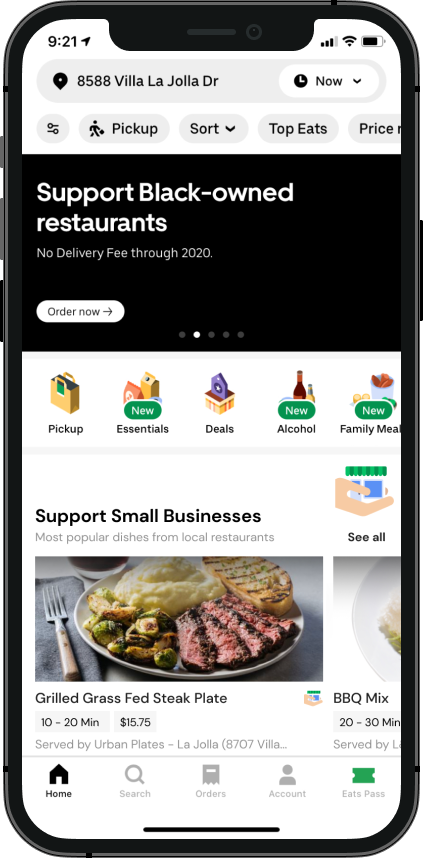 9:21
8588 Villa La Jolla Dr
Now
Pickup
Sort
Top Eats
Price r
Support Black-owned
restaurants
No Delivery Fee through 2020.
Order now →
New
New
New
Pickup
Essentials
Deals
Alcohol
Family Meal
Support Small Businesses
Most popular dishes from local restaurants
See all
Grilled Grass Fed Steak Plate
BBQ Mix
10 - 20 Min
$15.75
20 - 30 Min
Served by Urban Plates - La Jolla (8707 Villa...
Served by L
Home
Search
Orders
Account
Eats Pass